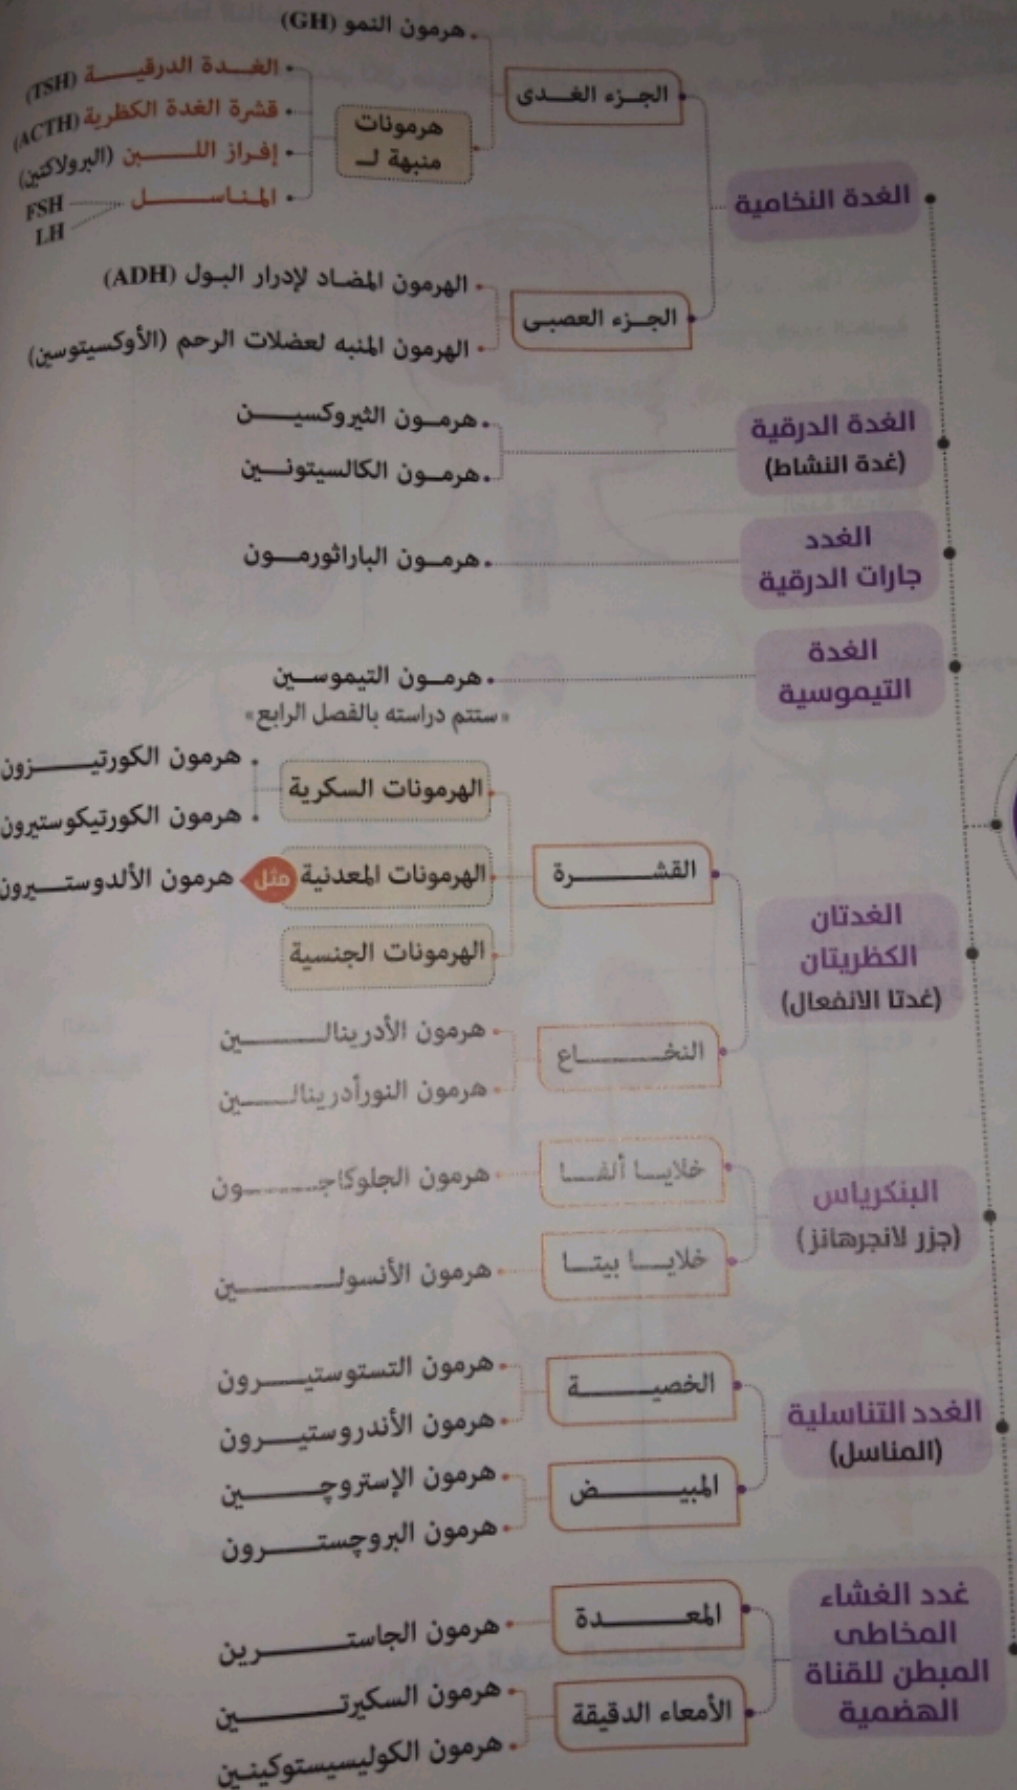 الغدة النخامية
الجزء الغدى
هرمون النمو (GH)
هرمونات
منبهة لـ
الغدة الدرقية (TSH)
قشرة الغدة الكظرية (ACTH)
إفراز اللبن (البرولاكتين)
المناسل
FSH
LH
الجزء العصبى
الهرمون المضاد لإدرار البول (ADH)
الهرمون المنبه لعضلات الرحم (الأوكسيتوسين)
الغدة الدرقية
(غدة النشاط)
هرمون الثيروكسين
هرمون الكالسيتونين
الغدد
جارات الدرقية
هرمون الباراثورمون
الغدة
التيموسية
هرمون التيموسين
«ستتم دراسته بالفصل الرابع»
الغدتان
الكظريتان
(غدتا الانفعال)
القشرة
الهرمونات السكرية
هرمون الكورتيزون
هرمون الكورتيكوستيرون
الهرمونات المعدنية
مثل
هرمون الألدوستيرون
الهرمونات الجنسية
النخاع
هرمون الأدرينالين
هرمون النورأدرينالين
البنكرياس
(جزر لانجرهانز)
خلايا ألفا
هرمون الجلوكاجون
خلايا بيتا
هرمون الأنسولين
الغدد التناسلية
(المناسل)
الخصية
هرمون التستوستيرون
هرمون الأندروستيرون
المبيض
هرمون الإستروچين
هرمون البروچسترون
غدد الغشاء
المخاطى
المبطن للقناة
الهضمية
المعدة
هرمون الجاسترين
الأمعاء الدقيقة
هرمون السكيرتين
هرمون الكوليسيستوكينين